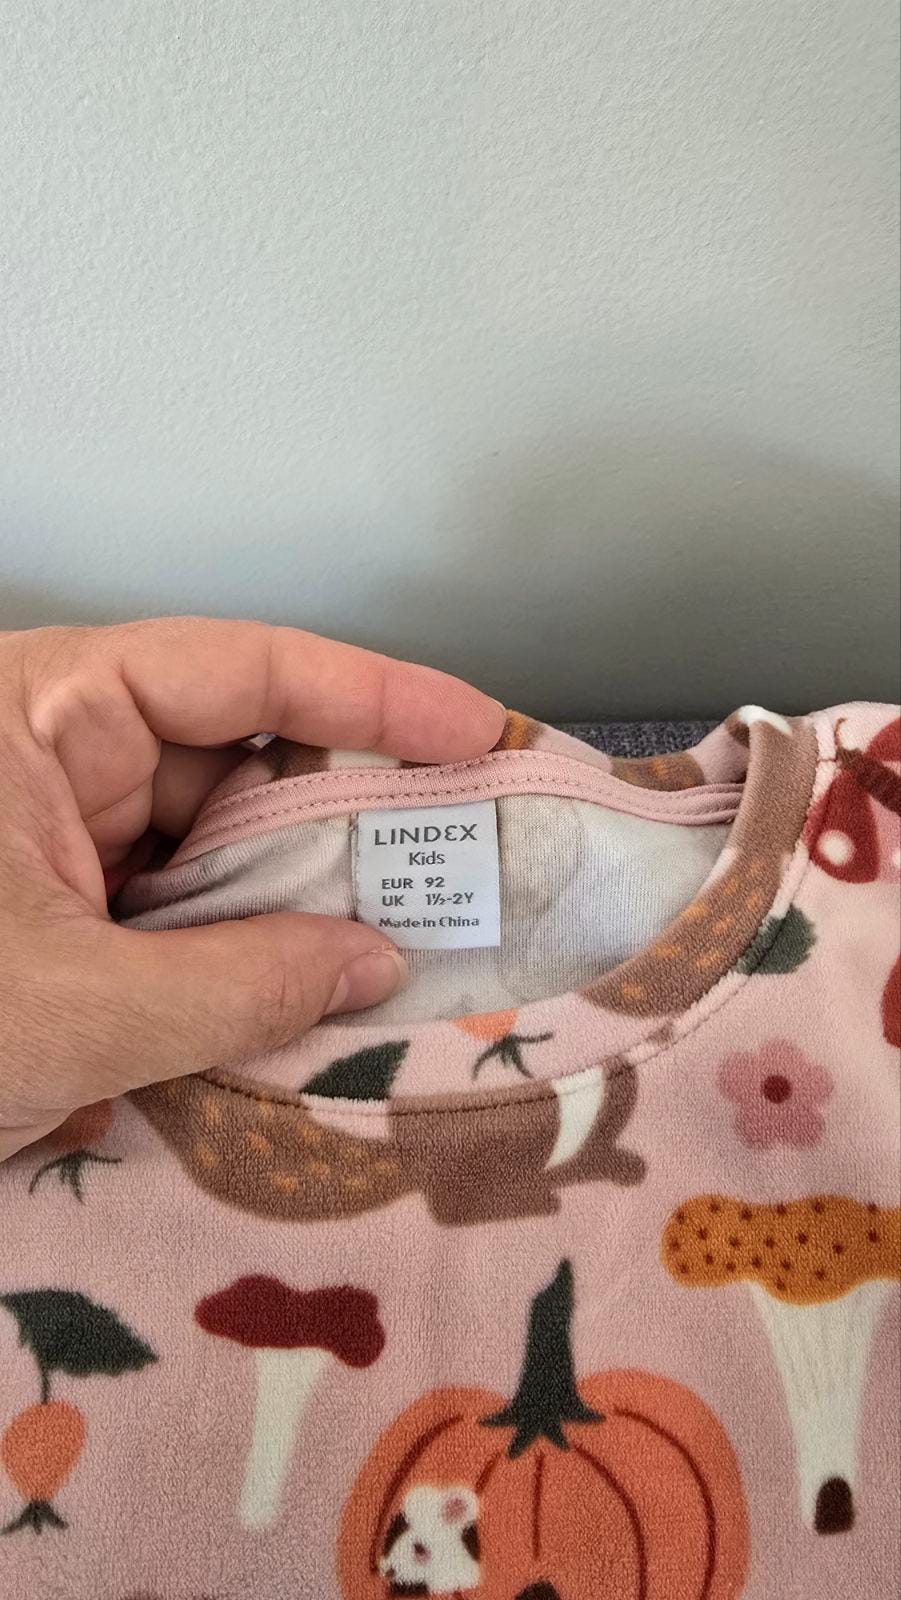 LINDEX
Kids
EUR 92
UK 1½-2Y
Made in China